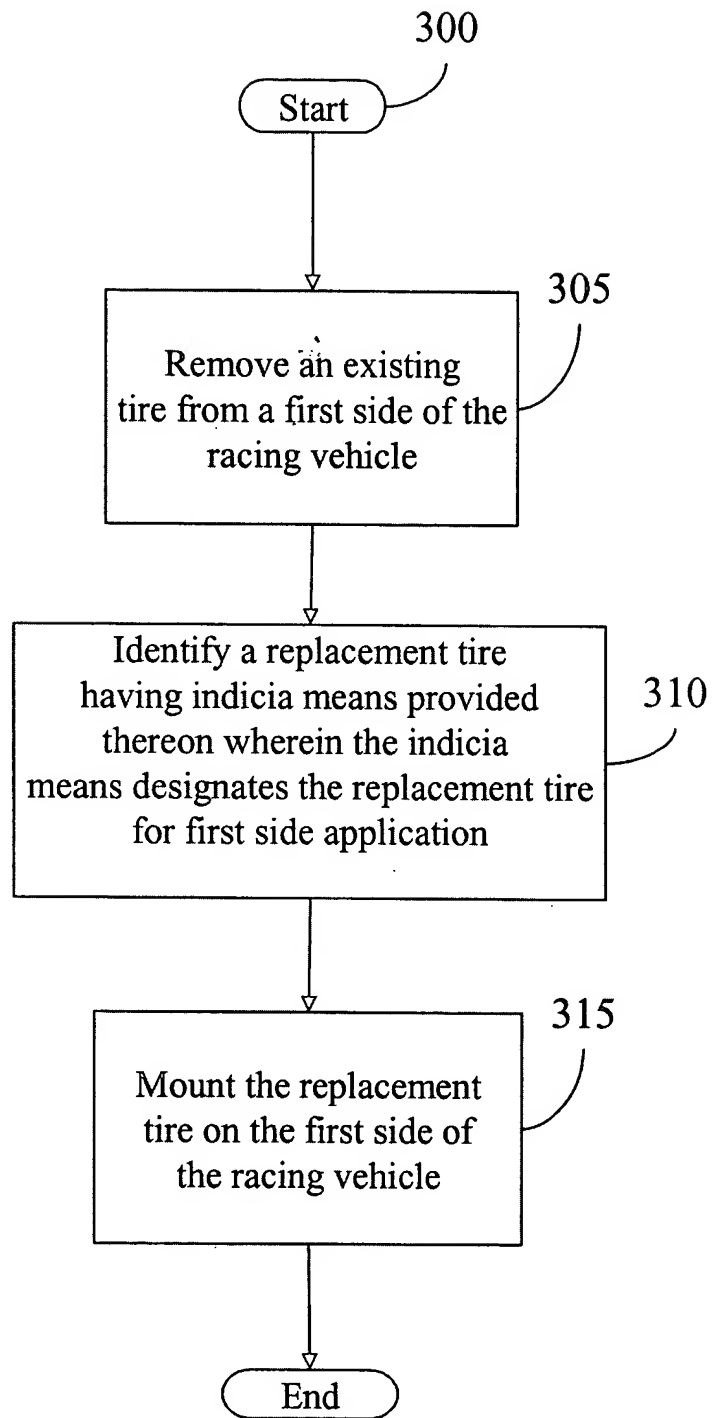 300
Start
305
Remove an existing
tire from a first side of the
racing vehicle
Identify a replacement tire
having indicia means provided
thereon wherein the indicia
means designates the replacement tire
for first side application
310
315
Mount the replacement
tire on the first side of
the racing vehicle
End